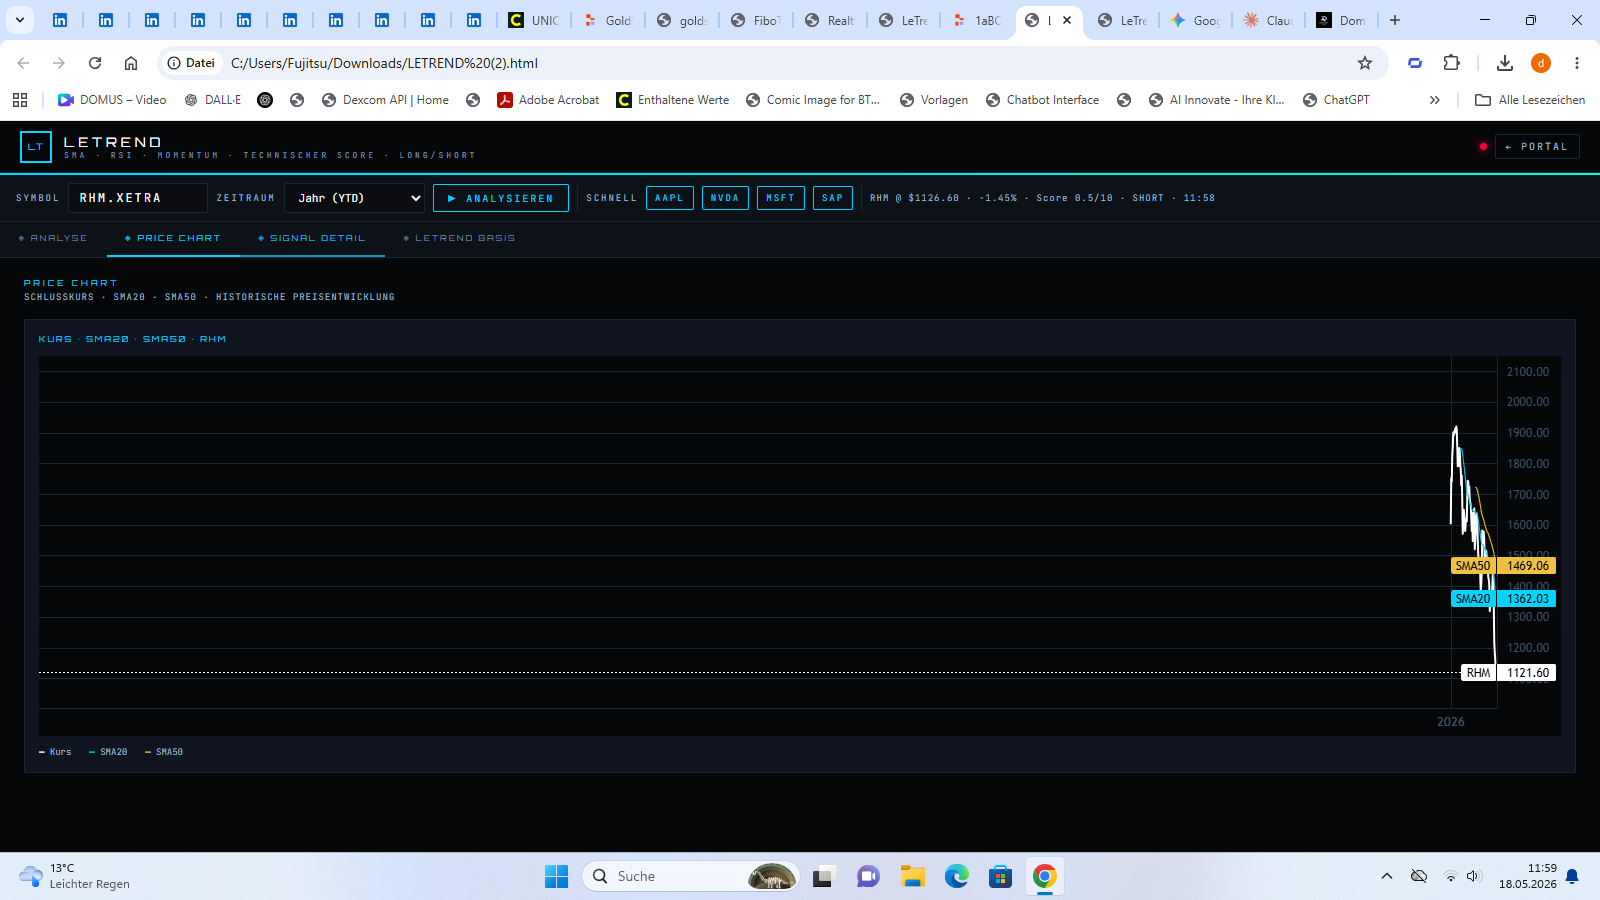 UNIC
Gold
golds
FiboT
Realt
LeTre
1aBC
l
LeTre
Goog
Clau
Dom
Datei
C:/Users/Fujitsu/Downloads/LETREND%20(2).html
d
DOMUS – Video
DALL·E
Dexcom API | Home
Adobe Acrobat
Enthaltene Werte
Comic Image for BT...
Vorlagen
Chatbot Interface
AI Innovate - Ihre KI...
ChatGPT
Alle Lesezeichen
LT
LETREND
SMA · RSI · MOMENTUM · TECHNISCHER SCORE · LONG/SHORT
← PORTAL
SYMBOL
RHM.XETRA
ZEITRAUM
Jahr (YTD)
▶ ANALYSIEREN
SCHNELL
AAPL
NVDA
MSFT
SAP
RHM @ $1126.60 · -1.45% · Score 0.5/10 · SHORT · 11:58
◈ ANALYSE
◈ PRICE CHART
◈ SIGNAL DETAIL
◈ LETREND BASIS
PRICE CHART
SCHLUSSKURS · SMA20 · SMA50 · HISTORISCHE PREISENTWICKLUNG
KURS · SMA20 · SMA50 · RHM
2100.00
2000.00
1900.00
1800.00
1700.00
1600.00
1500.00
SMA50 1469.06
1400.00
SMA20 1362.03
1300.00
1200.00
RHM 1121.60
2026
Kurs
SMA20
SMA50
13°C
Leichter Regen
Suche
11:59
18.05.2026